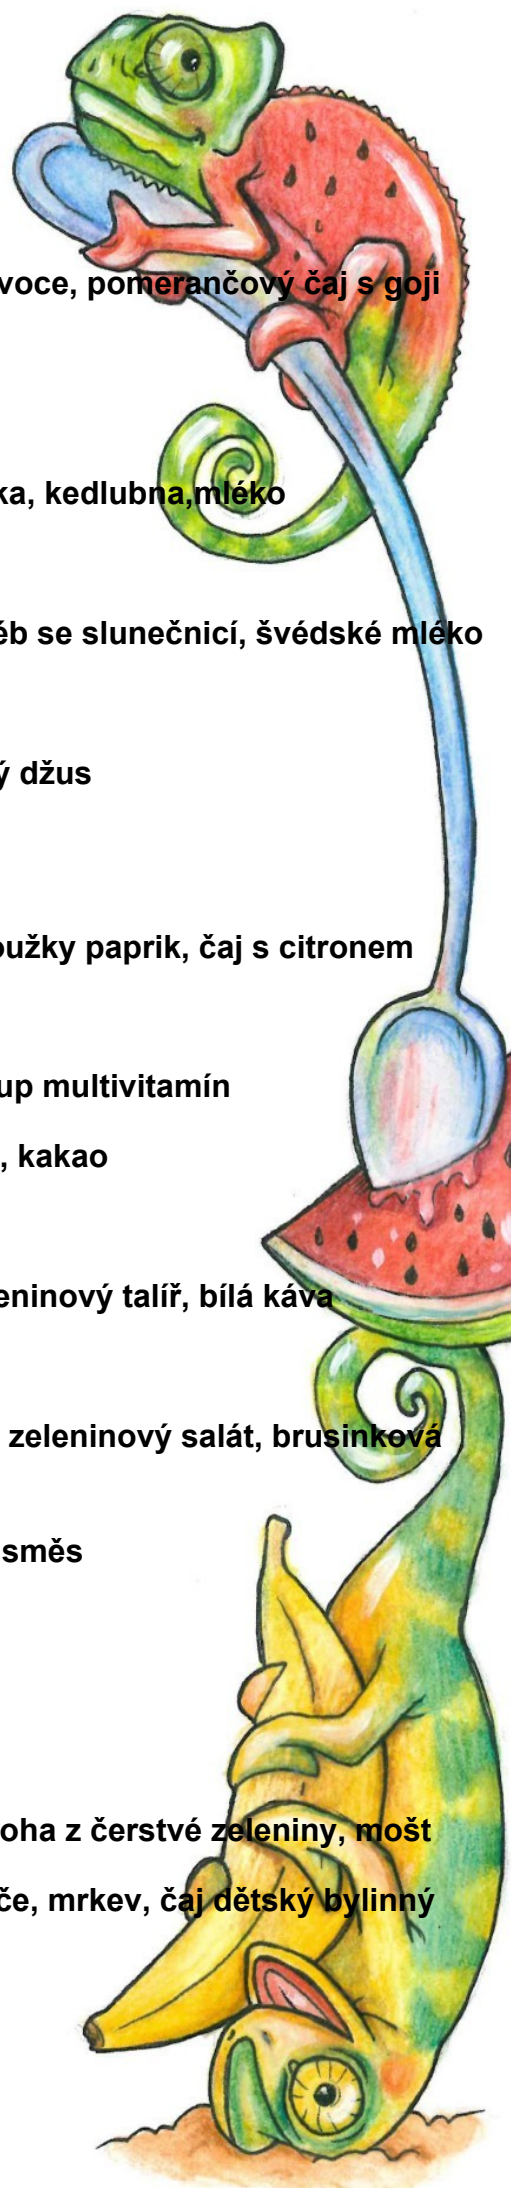 voce, pomerančový čaj s goji
ka, kedlubna,mléko
éb se slunečnicí, švédské mléko
ý džus
oužky paprik, čaj s citronem
up multivitamín
, kakao
eninový talíř, bílá káva
zeleninový salát, brusinková
směs
oha z čerstvé zeleniny, mošt
če, mrkev, čaj dětský bylinný